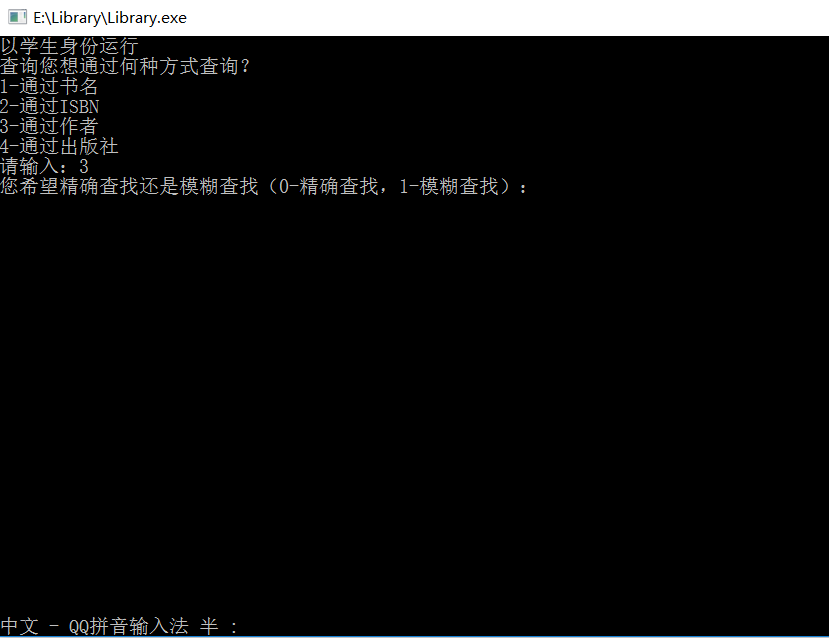 E:\Library\Library.exe
以学生身份运行
查询您想通过何种方式查询？
1-通过书名
2-通过ISBN
3-通过作者
4-通过出版社
请输入：3
您希望精确查找还是模糊查找（0-精确查找，1-模糊查找）：
中文 - QQ拼音输入法 半 :